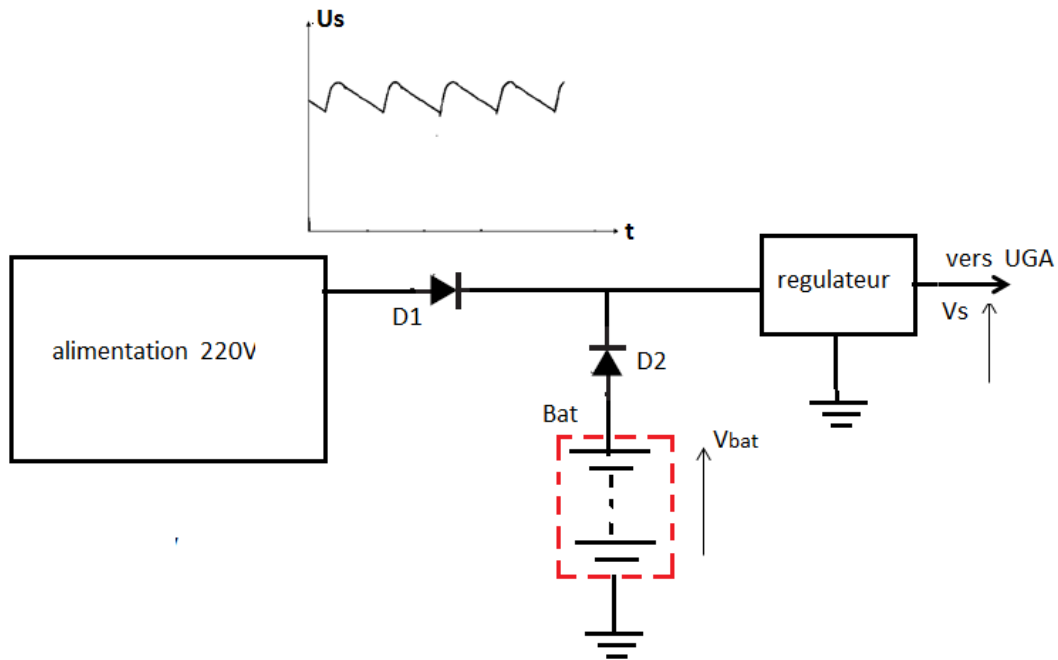 Us
t
alimentation 220V
D1
D2
Bat
Vbat
regulateur
vers UGA
Vs